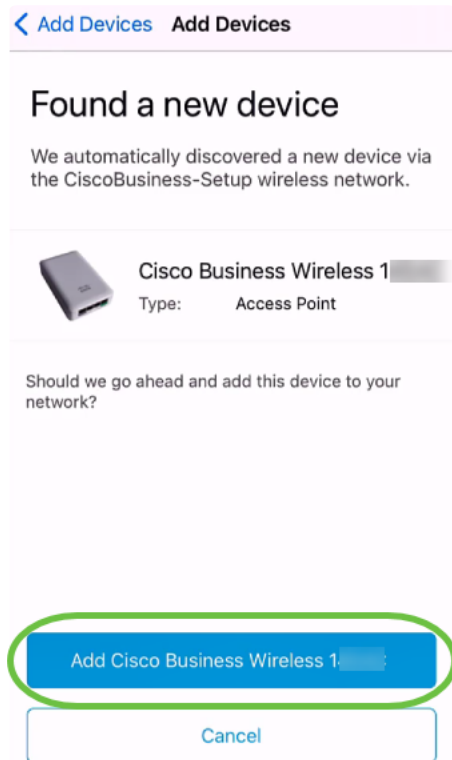 Add Devices Add Devices
Found a new device
We automatically discovered a new device via
the CiscoBusiness-Setup wireless network.
Cisco Business Wireless 1
Type: Access Point
Should we go ahead and add this device to your
network?
Add Cisco Business Wireless 1
Cancel